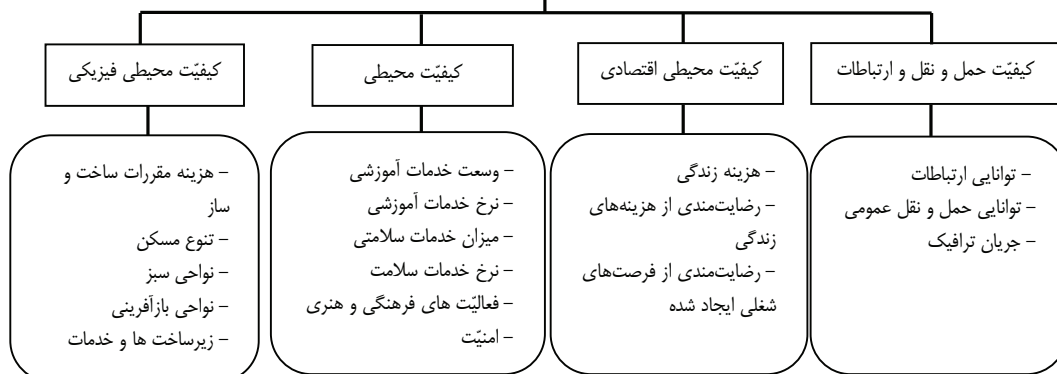 کیفیّت حمل و نقل و ارتباطات
– توانایی ارتباطات
– توانایی حمل و نقل عمومی
– جریان ترافیک
کیفیّت محیطی اقتصادی
– هزینه زندگی
– رضایت‌مندی از هزینه‌های
زندگی
– رضایت‌مندی از فرصت‌های
شغلی ایجاد شده
کیفیّت محیطی
– وسعت خدمات آموزشی
– نرخ خدمات آموزشی
– میزان خدمات سلامتی
– نرخ خدمات سلامت
– فعالیّت های فرهنگی و هنری
– امنیّت
کیفیّت محیطی فیزیکی
– هزینه مقررات ساخت و
ساز
– تنوع مسکن
– نواحی سبز
– نواحی بازآفرینی
– زیرساخت ها و خدمات